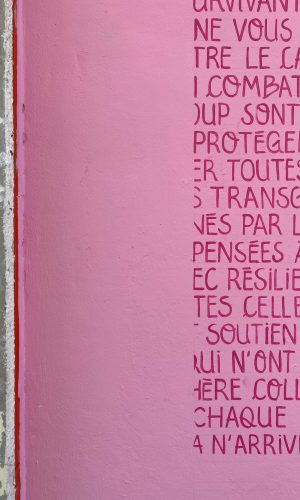 URVIVANT
NE VOUS
TRE LE CA
I COMBAT
OUP SONT
PROTÉGE
ER TOUTES
S TRANSG
NÉS PAR L
PENSÉES A
EC RÉSILIE
TES CELLE
SOUTIEN
QUI N'ONT
HÈRE COLL
CHAQUE
A N'ARRIV